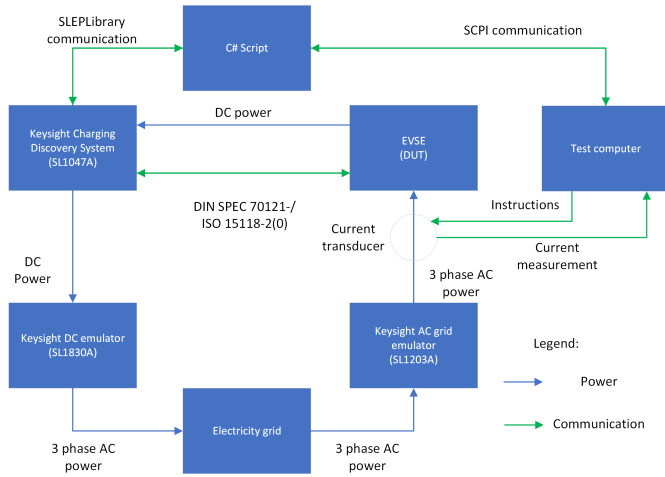 SLEPLibrary
communication
C# Script
SCPI communication
Keysight Charging
Discovery System
(SL1047A)
DC power
EVSE
(DUT)
Test computer
DIN SPEC 70121-/
ISO 15118-2(0)
Instructions
Current
transducer
Current
measurement
DC
Power
3 phase AC
power
Keysight DC emulator
(SL1830A)
Keysight AC grid
emulator
(SL1203A)
Legend:
Power
Electricity grid
Communication
3 phase AC
power
3 phase AC
power